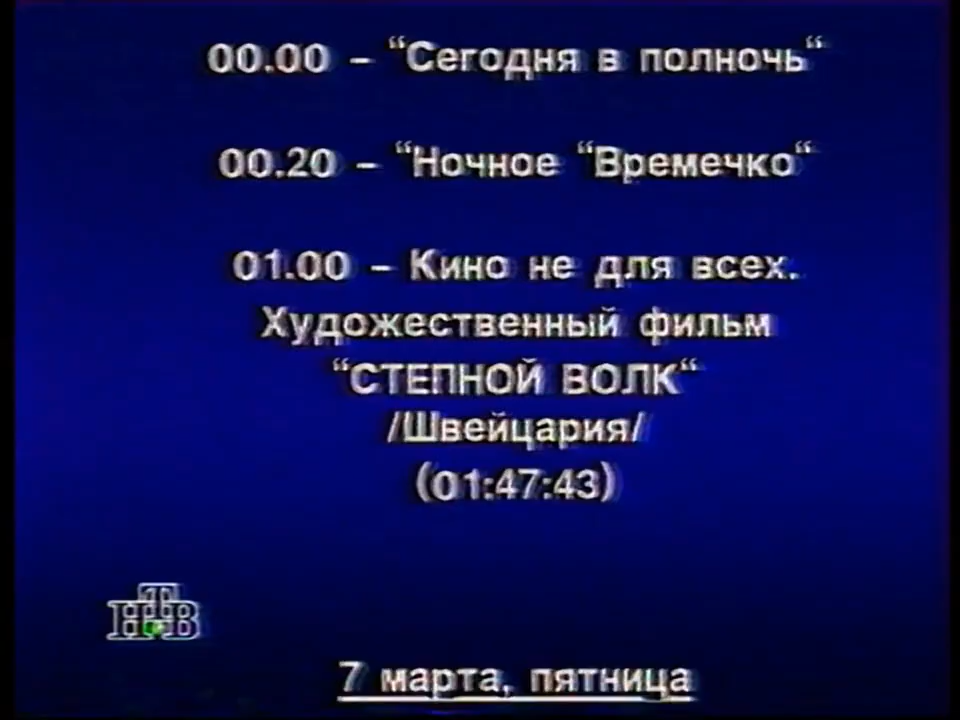 00.00 – “Сегодня в полночь“
00.20 – “Ночное “Времечко“
01.00 – Кино не для всех.
Художественный фильм
“СТЕПНОЙ ВОЛК“
/Швейцария/
(01:47:43)
НТВ
7 марта, пятница